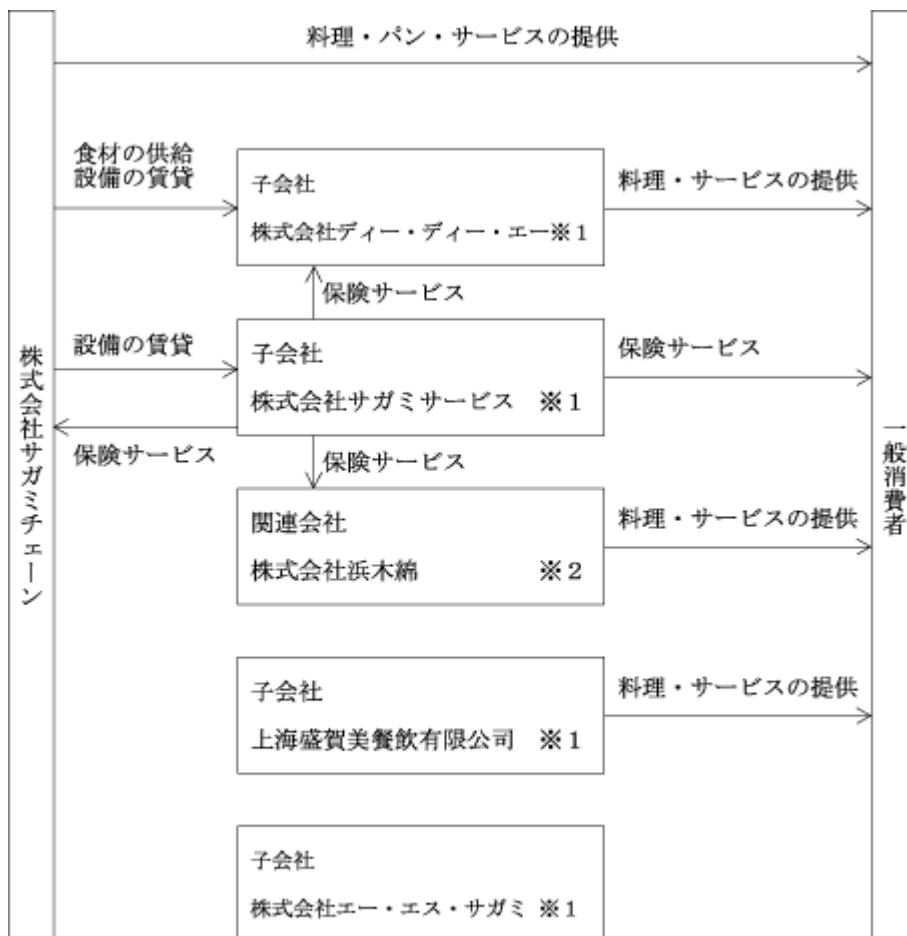 料理・パン・サービスの提供
食材の供給
設備の賃貸
子会社
株式会社ディー・ディー・エー※１
料理・サービスの提供
保険サービス
設備の賃貸
子会社
株式会社サガミサービス ※１
保険サービス
保険サービス
保険サービス
関連会社
株式会社浜木綿 ※２
料理・サービスの提供
子会社
上海盛賀美餐飲有限公司 ※１
料理・サービスの提供
子会社
株式会社エー・エス・サガミ ※１
株式会社サガミチェーン
一般消費者